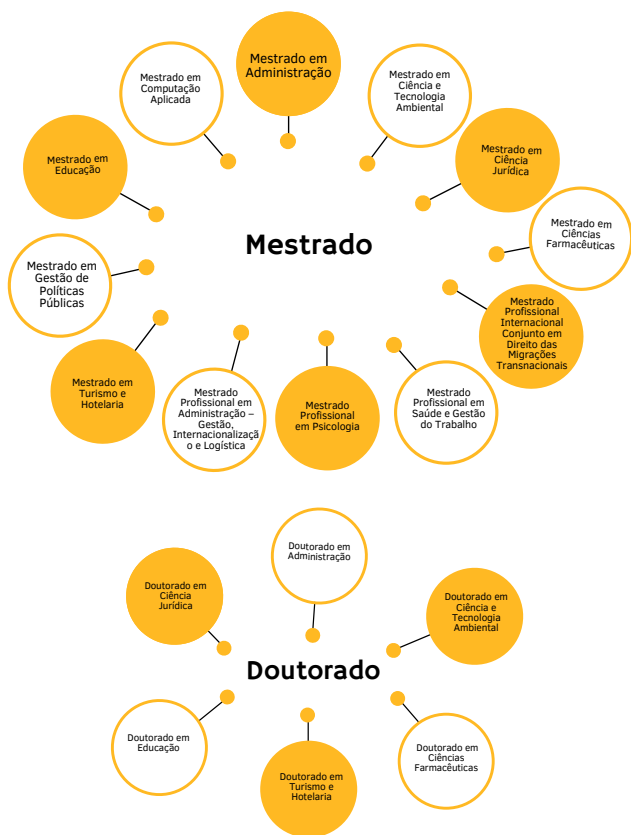 Mestrado em
Administração
Mestrado em
Computação
Aplicada
Mestrado em
Ciência e
Tecnologia
Ambiental
Mestrado em
Educação
Mestrado em
Ciência
Jurídica
Mestrado em
Ciências
Farmacêuticas
Mestrado
Mestrado em
Gestão de
Políticas
Públicas
Mestrado
Profissional
Internacional
Conjunto em
Direito das
Migrações
Transnacionais
Mestrado em
Turismo e
Hotelaria
Mestrado
Profissional em
Administração –
Gestão,
Internacionalizaçã
o e Logística
Mestrado
Profissional
em Psicologia
Mestrado
Profissional em
Saúde e Gestão
do Trabalho
Doutorado em
Administração
Doutorado em
Ciência
Jurídica
Doutorado em
Ciência e
Tecnologia
Ambiental
Doutorado
Doutorado em
Educação
Doutorado em
Turismo e
Hotelaria
Doutorado em
Ciências
Farmacêuticas